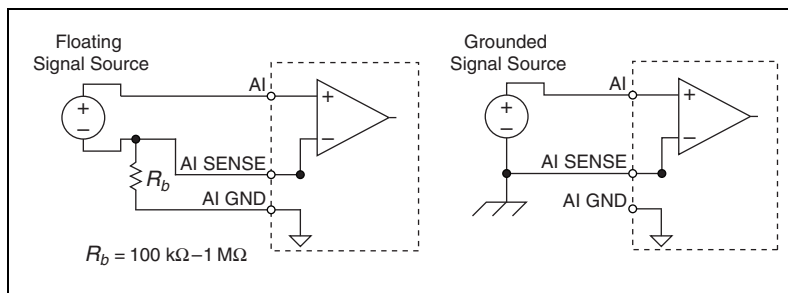 Floating
Signal Source
AI
+
−
+
−
AI SENSE
R_b
AI GND
R_b = 100 kΩ–1 MΩ
Grounded
Signal Source
AI
+
−
+
−
AI SENSE
AI GND